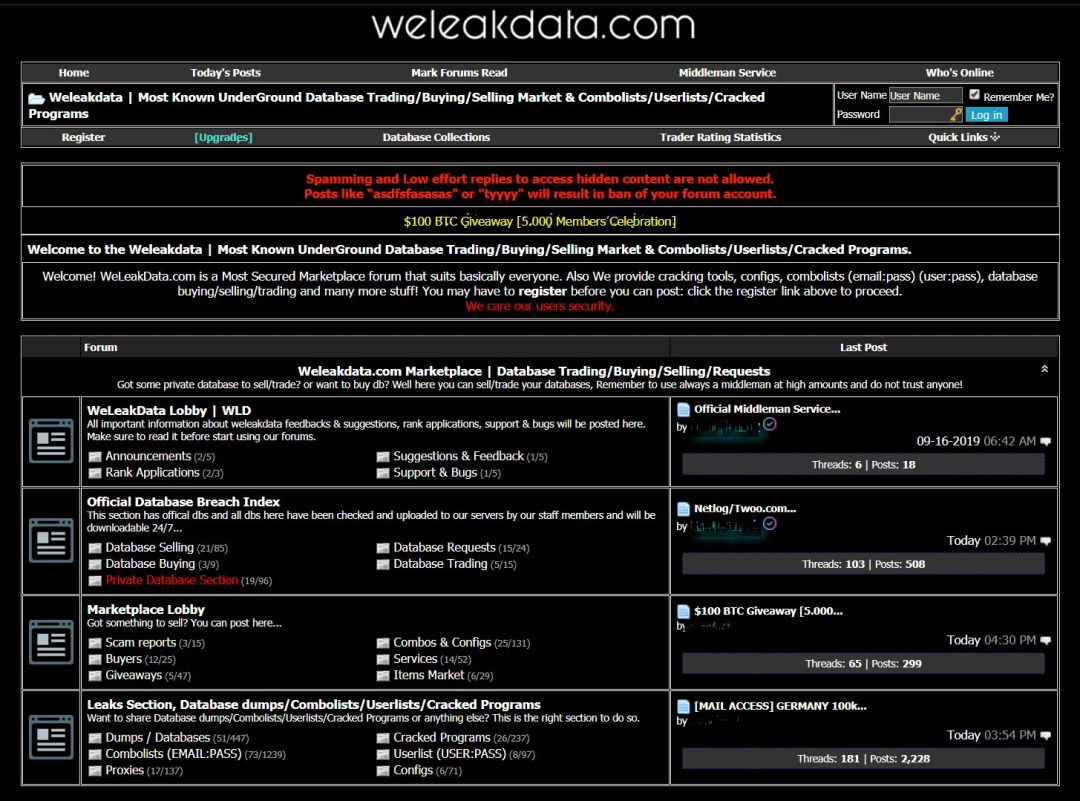 weleakdata.com
Home Today's Posts Mark Forums Read Middleman Service Who's Online
Weleakdata | Most Known UnderGround Database Trading/Buying/Selling Market & Combolists/Userlists/Cracked
Programs
User Name User Name Remember Me?
Password Log in
Register [Upgrades] Database Collections Trader Rating Statistics Quick Links
Spamming and Low effort replies to access hidden content are not allowed.
Posts like “asdfsfasasas” or "tyyyy" will result in ban of your forum account.
$100 BTC Giveaway [5.000 Members Celebration]
Welcome to the Weleakdata | Most Known UnderGround Database Trading/Buying/Selling Market & Combolists/Userlists/Cracked Programs.
Welcome! WeLeakData.com is a Most Secured Marketplace forum that suits basically everyone. Also We provide cracking tools, configs, combolists (email:pass) (user:pass), database
buying/selling/trading and many more stuff! You may have to register before you can post: click the register link above to proceed.
We care our users security.
Forum Last Post
Weleakdata.com Marketplace | Database Trading/Buying/Selling/Requests
Got some private database to sell/trade? or want to buy db? Well here you can sell/trade your databases, Remember to use always a middleman at high amounts and do not trust anyone!
WeLeakData Lobby | WLD
All important information about weleakdata feedbacks & suggestions, rank applications, support & bugs will be posted here.
Make sure to read it before start using our forums.
Announcements (2/5) Suggestions & Feedback (1/5)
Rank Applications (2/3) Support & Bugs (1/5)
Official Middleman Service...
by
09-16-2019 06:42 AM
Threads: 6 | Posts: 18
Official Database Breach Index
This section has offical dbs and all dbs here have been checked and uploaded to our servers by our staff members and will be
downloadable 24/7...
Database Selling (21/85) Database Requests (15/24)
Database Buying (3/9) Database Trading (5/15)
Private Database Section (19/96)
Netlog/Twoo.com...
by
Today 02:39 PM
Threads: 103 | Posts: 508
Marketplace Lobby
Got something to sell? You can post here...
Scam reports (3/15) Combos & Configs (25/131)
Buyers (12/25) Services (14/52)
Giveaways (5/47) Items Market (6/29)
$100 BTC Giveaway [5.000...
by
Today 04:30 PM
Threads: 65 | Posts: 299
Leaks Section, Database dumps/Combolists/Userlists/Cracked Programs
Want to share Database dumps/Combolists/Userlists/Cracked Programs or anything else? This is the right section to do so.
Dumps / Databases (51/447) Cracked Programs (26/237)
Combolists (EMAIL:PASS) (73/1239) Userlist (USER:PASS) (8/97)
Proxies (17/137) Configs (6/71)
[MAIL ACCESS] GERMANY 100k...
by
Today 03:54 PM
Threads: 181 | Posts: 2,228